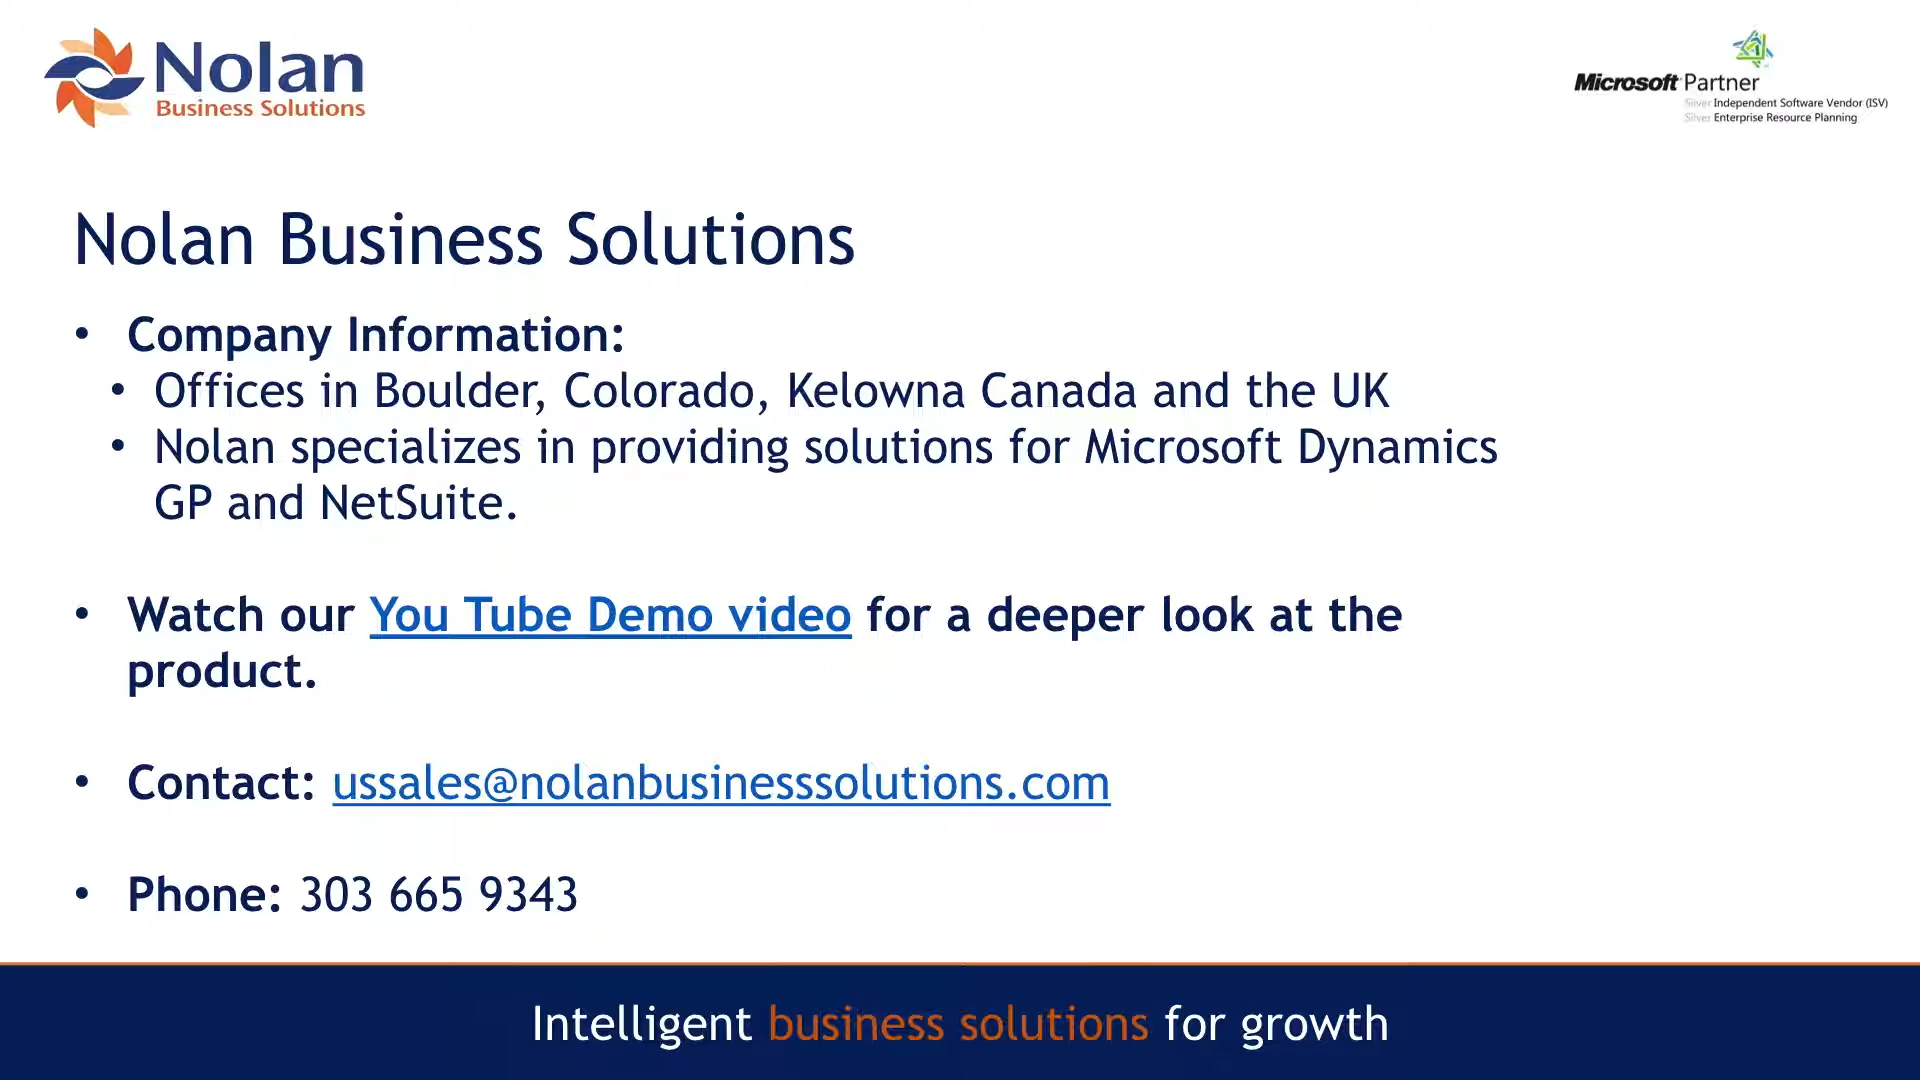 Nolan
Business Solutions
Microsoft Partner
Silver Independent Software Vendor (ISV)
Silver Enterprise Resource Planning
Nolan Business Solutions
• Company Information:
• Offices in Boulder, Colorado, Kelowna Canada and the UK
• Nolan specializes in providing solutions for Microsoft Dynamics
GP and NetSuite.
• Watch our You Tube Demo video for a deeper look at the
product.
• Contact: ussales@nolanbusinesssolutions.com
• Phone: 303 665 9343
Intelligent business solutions for growth